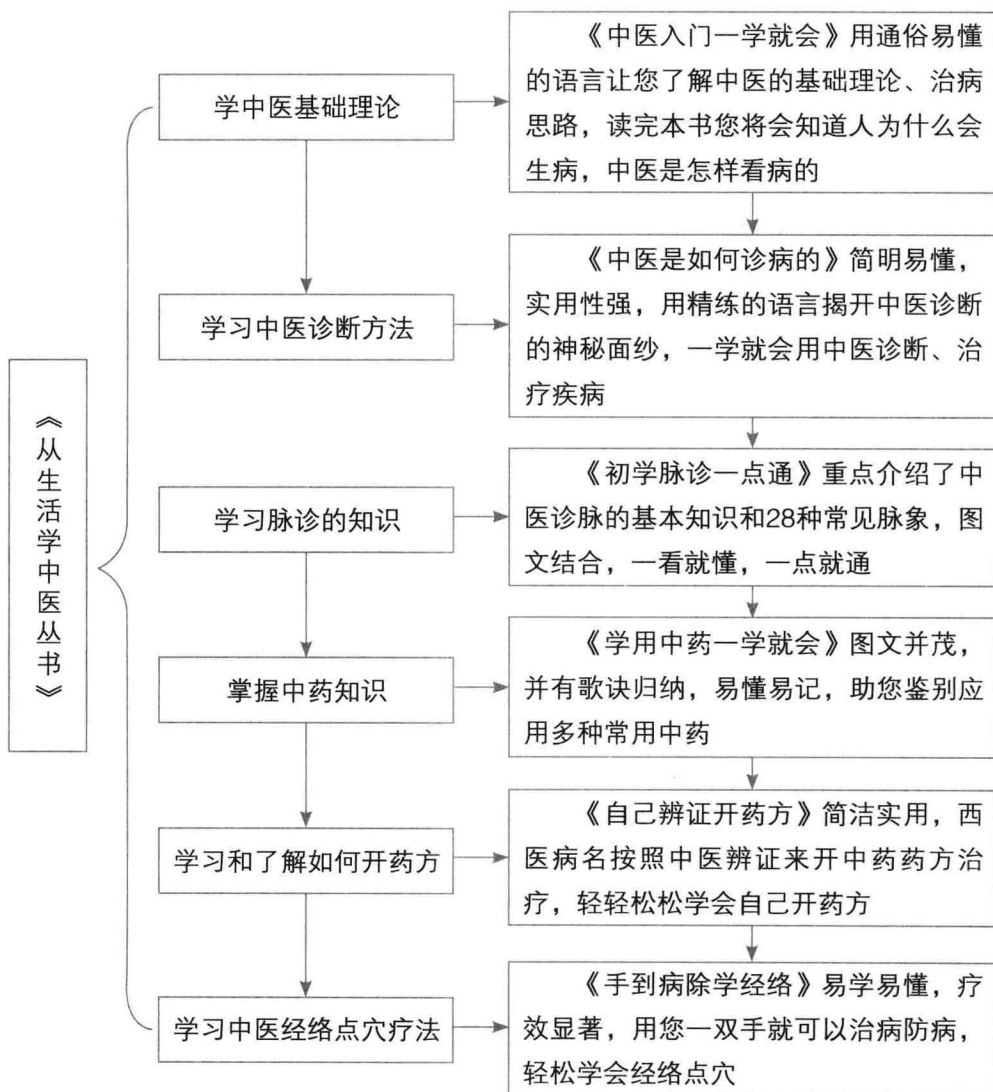 《从生活学中医丛书》
学中医基础理论
《中医入门一学就会》用通俗易懂
的语言让您了解中医的基础理论、治病
思路，读完本书您将会知道人为什么会
生病，中医是怎样看病的
学习中医诊断方法
《中医是如何诊病的》简明易懂，
实用性强，用精练的语言揭开中医诊断
的神秘面纱，一学就会用中医诊断、治
疗疾病
学习脉诊的知识
《初学脉诊一点通》重点介绍了中
医诊脉的基本知识和28种常见脉象，图
文结合，一看就懂，一点就通
掌握中药知识
《学用中药一学就会》图文并茂，
并有歌诀归纳，易懂易记，助您鉴别应
用多种常用中药
学习和了解如何开药方
《自己辨证开药方》简洁实用，西
医病名按照中医辨证来开中药药方治
疗，轻轻松松学会自己开药方
学习中医经络点穴疗法
《手到病除学经络》易学易懂，疗
效显著，用您一双手就可以治病防病，
轻松学会经络点穴